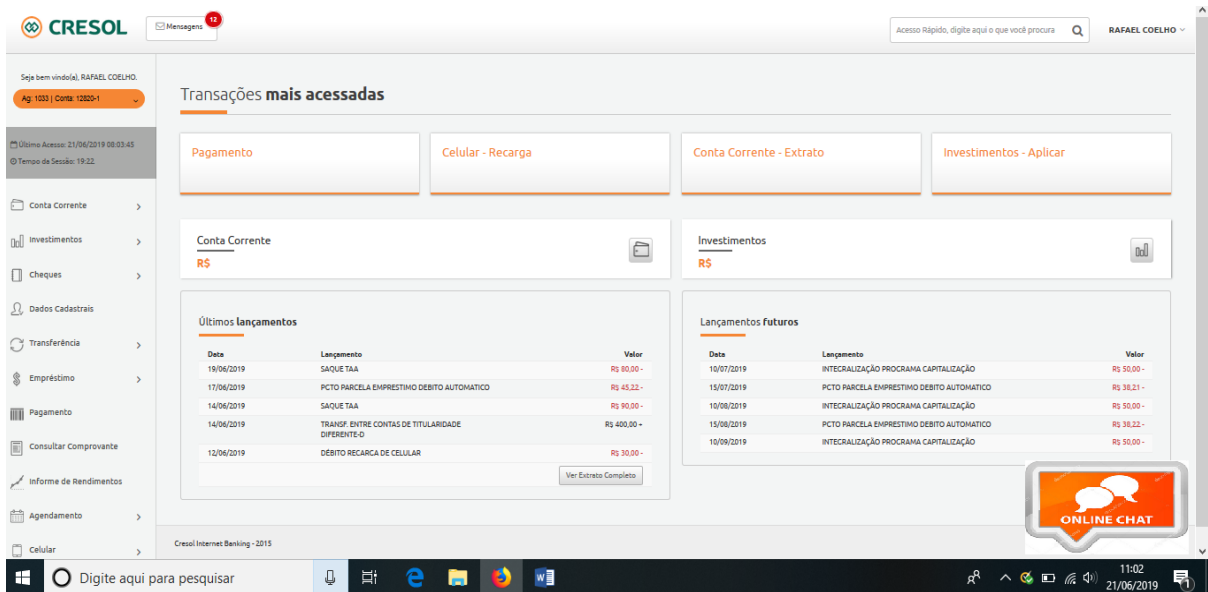 CRESOL
Mensagens 12
Acesso Rápido, digite aqui o que você procura
RAFAEL COELHO
Seja bem vindo(a), RAFAEL COELHO.
Ag: 1033 | Conta: 12820-1
Último Acesso: 21/06/2019 08:03:45
Tempo de Sessão: 19:22
Conta Corrente
Investimentos
Cheques
Dados Cadastrais
Transferência
Empréstimo
Pagamento
Consultar Comprovante
Informe de Rendimentos
Agendamento
Celular
Transações mais acessadas
Pagamento
Celular - Recarga
Conta Corrente - Extrato
Investimentos - Aplicar
Conta Corrente
R$
Investimentos
R$
Últimos lançamentos
Data Lançamento Valor
19/06/2019 SAQUE TAA R$ 80,00 -
17/06/2019 PCTO PARCELA EMPRESTIMO DEBITO AUTOMATICO R$ 45,22 -
14/06/2019 SAQUE TAA R$ 90,00 -
14/06/2019 TRANSF. ENTRE CONTAS DE TITULARIDADE R$ 400,00 +
DIFERENTE-D
12/06/2019 DÉBITO RECARCA DE CELULAR R$ 30,00 -
Ver Extrato Completo
Lançamentos futuros
Data Lançamento Valor
10/07/2019 INTECRALIZAÇÃO PROCRAMA CAPITALIZAÇÃO R$ 50,00 -
15/07/2019 PCTO PARCELA EMPRESTIMO DEBITO AUTOMATICO R$ 38,21 -
10/08/2019 INTECRALIZAÇÃO PROCRAMA CAPITALIZAÇÃO R$ 50,00 -
15/08/2019 PCTO PARCELA EMPRESTIMO DEBITO AUTOMATICO R$ 38,22 -
10/09/2019 INTECRALIZAÇÃO PROCRAMA CAPITALIZAÇÃO R$ 50,00 -
ONLINE CHAT
Cresol Internet Banking - 2015
Digite aqui para pesquisar
11:02
21/06/2019